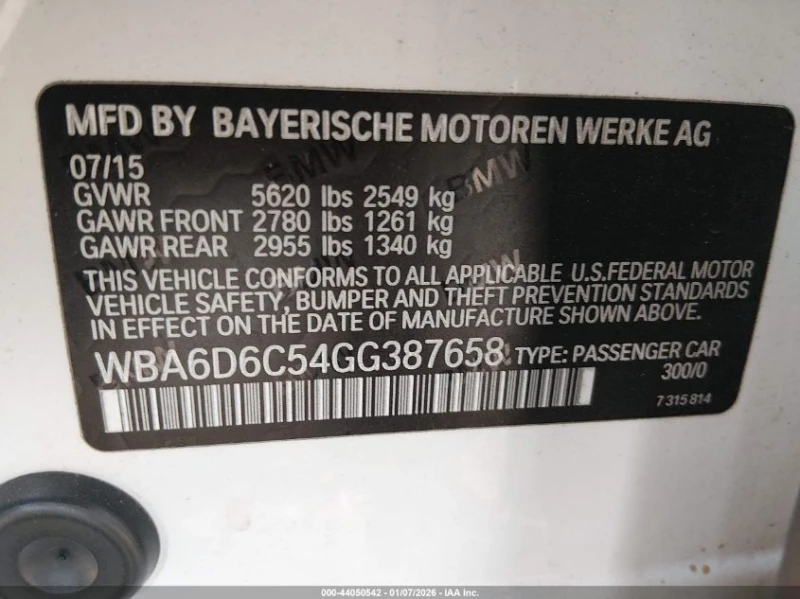 MFD BY BAYERISCHE MOTOREN WERKE AG
07/15
GVWR 5620 lbs 2549 kg
GAWR FRONT 2780 lbs 1261 kg
GAWR REAR 2955 lbs 1340 kg
THIS VEHICLE CONFORMS TO ALL APPLICABLE U.S.FEDERAL MOTOR
VEHICLE SAFETY, BUMPER AND THEFT PREVENTION STANDARDS
IN EFFECT ON THE DATE OF MANUFACTURE SHOWN ABOVE.
WBA6D6C54GG387658 TYPE: PASSENGER CAR
300/0
7 315 814
BMW
BMW
000-44050542 - 01/07/2026 - IAA Inc.